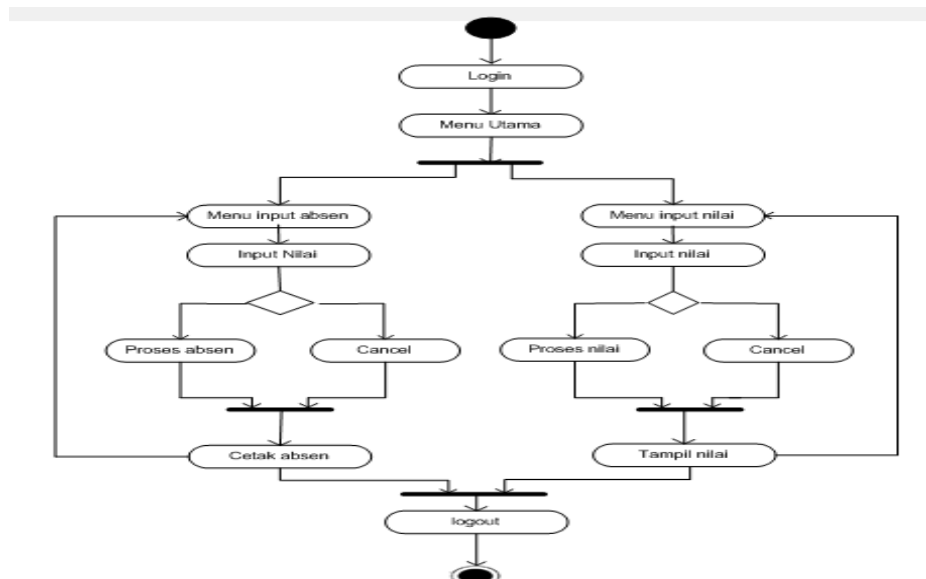 Login
Menu Utama
Menu input absen
Menu input nilai
Input Nilai
Input nilai
Proses absen
Cancel
Proses nilai
Cancel
Cetak absen
Tampil nilai
logout